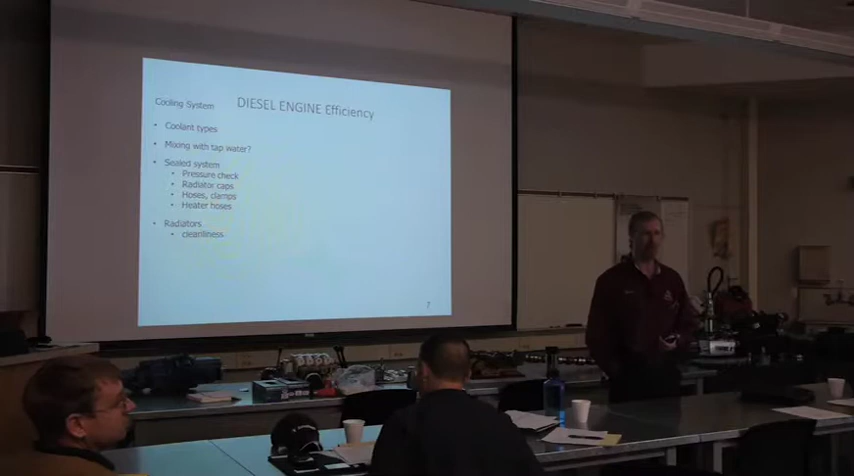 Cooling System
DIESEL ENGINE Efficiency
• Coolant types
• Mixing with tap water?
• Sealed system
• Pressure check
• Radiator caps
• Hoses, clamps
• Heater hoses
• Radiators
• cleanliness
7